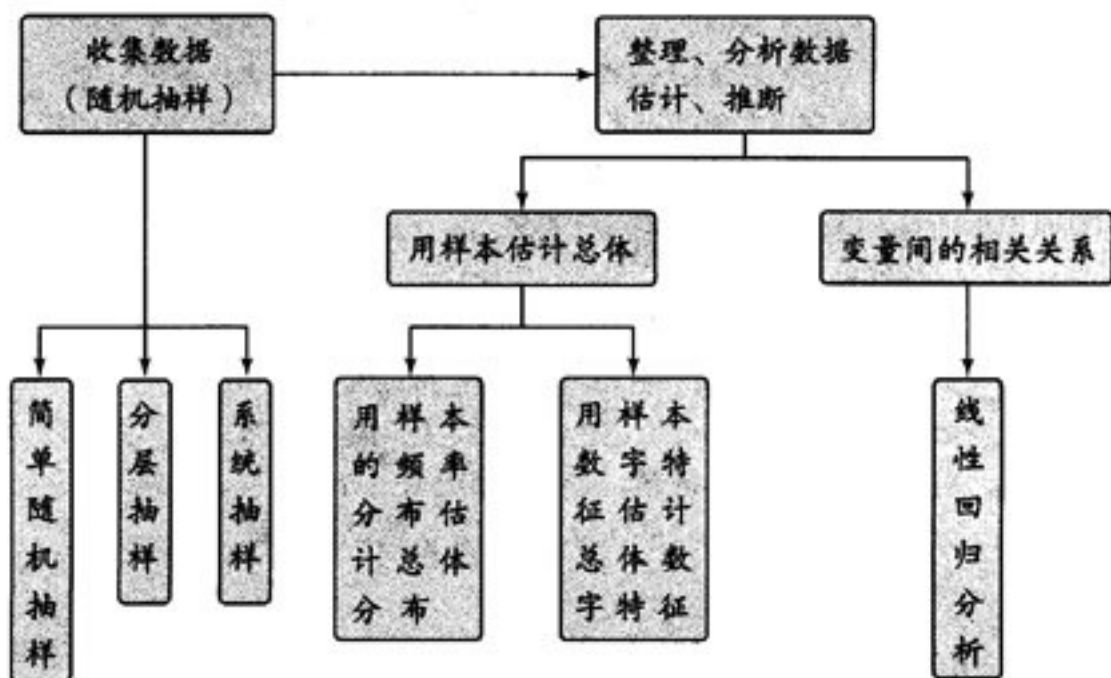 收集数据
（随机抽样）
整理、分析数据
估计、推断
用样本估计总体
变量间的相关关系
简单随机抽样
分层抽样
系统抽样
用样本
的频率
分布估
计总体
分布
用样本
数字特
征估计
总体数
字特征
线性回归分析